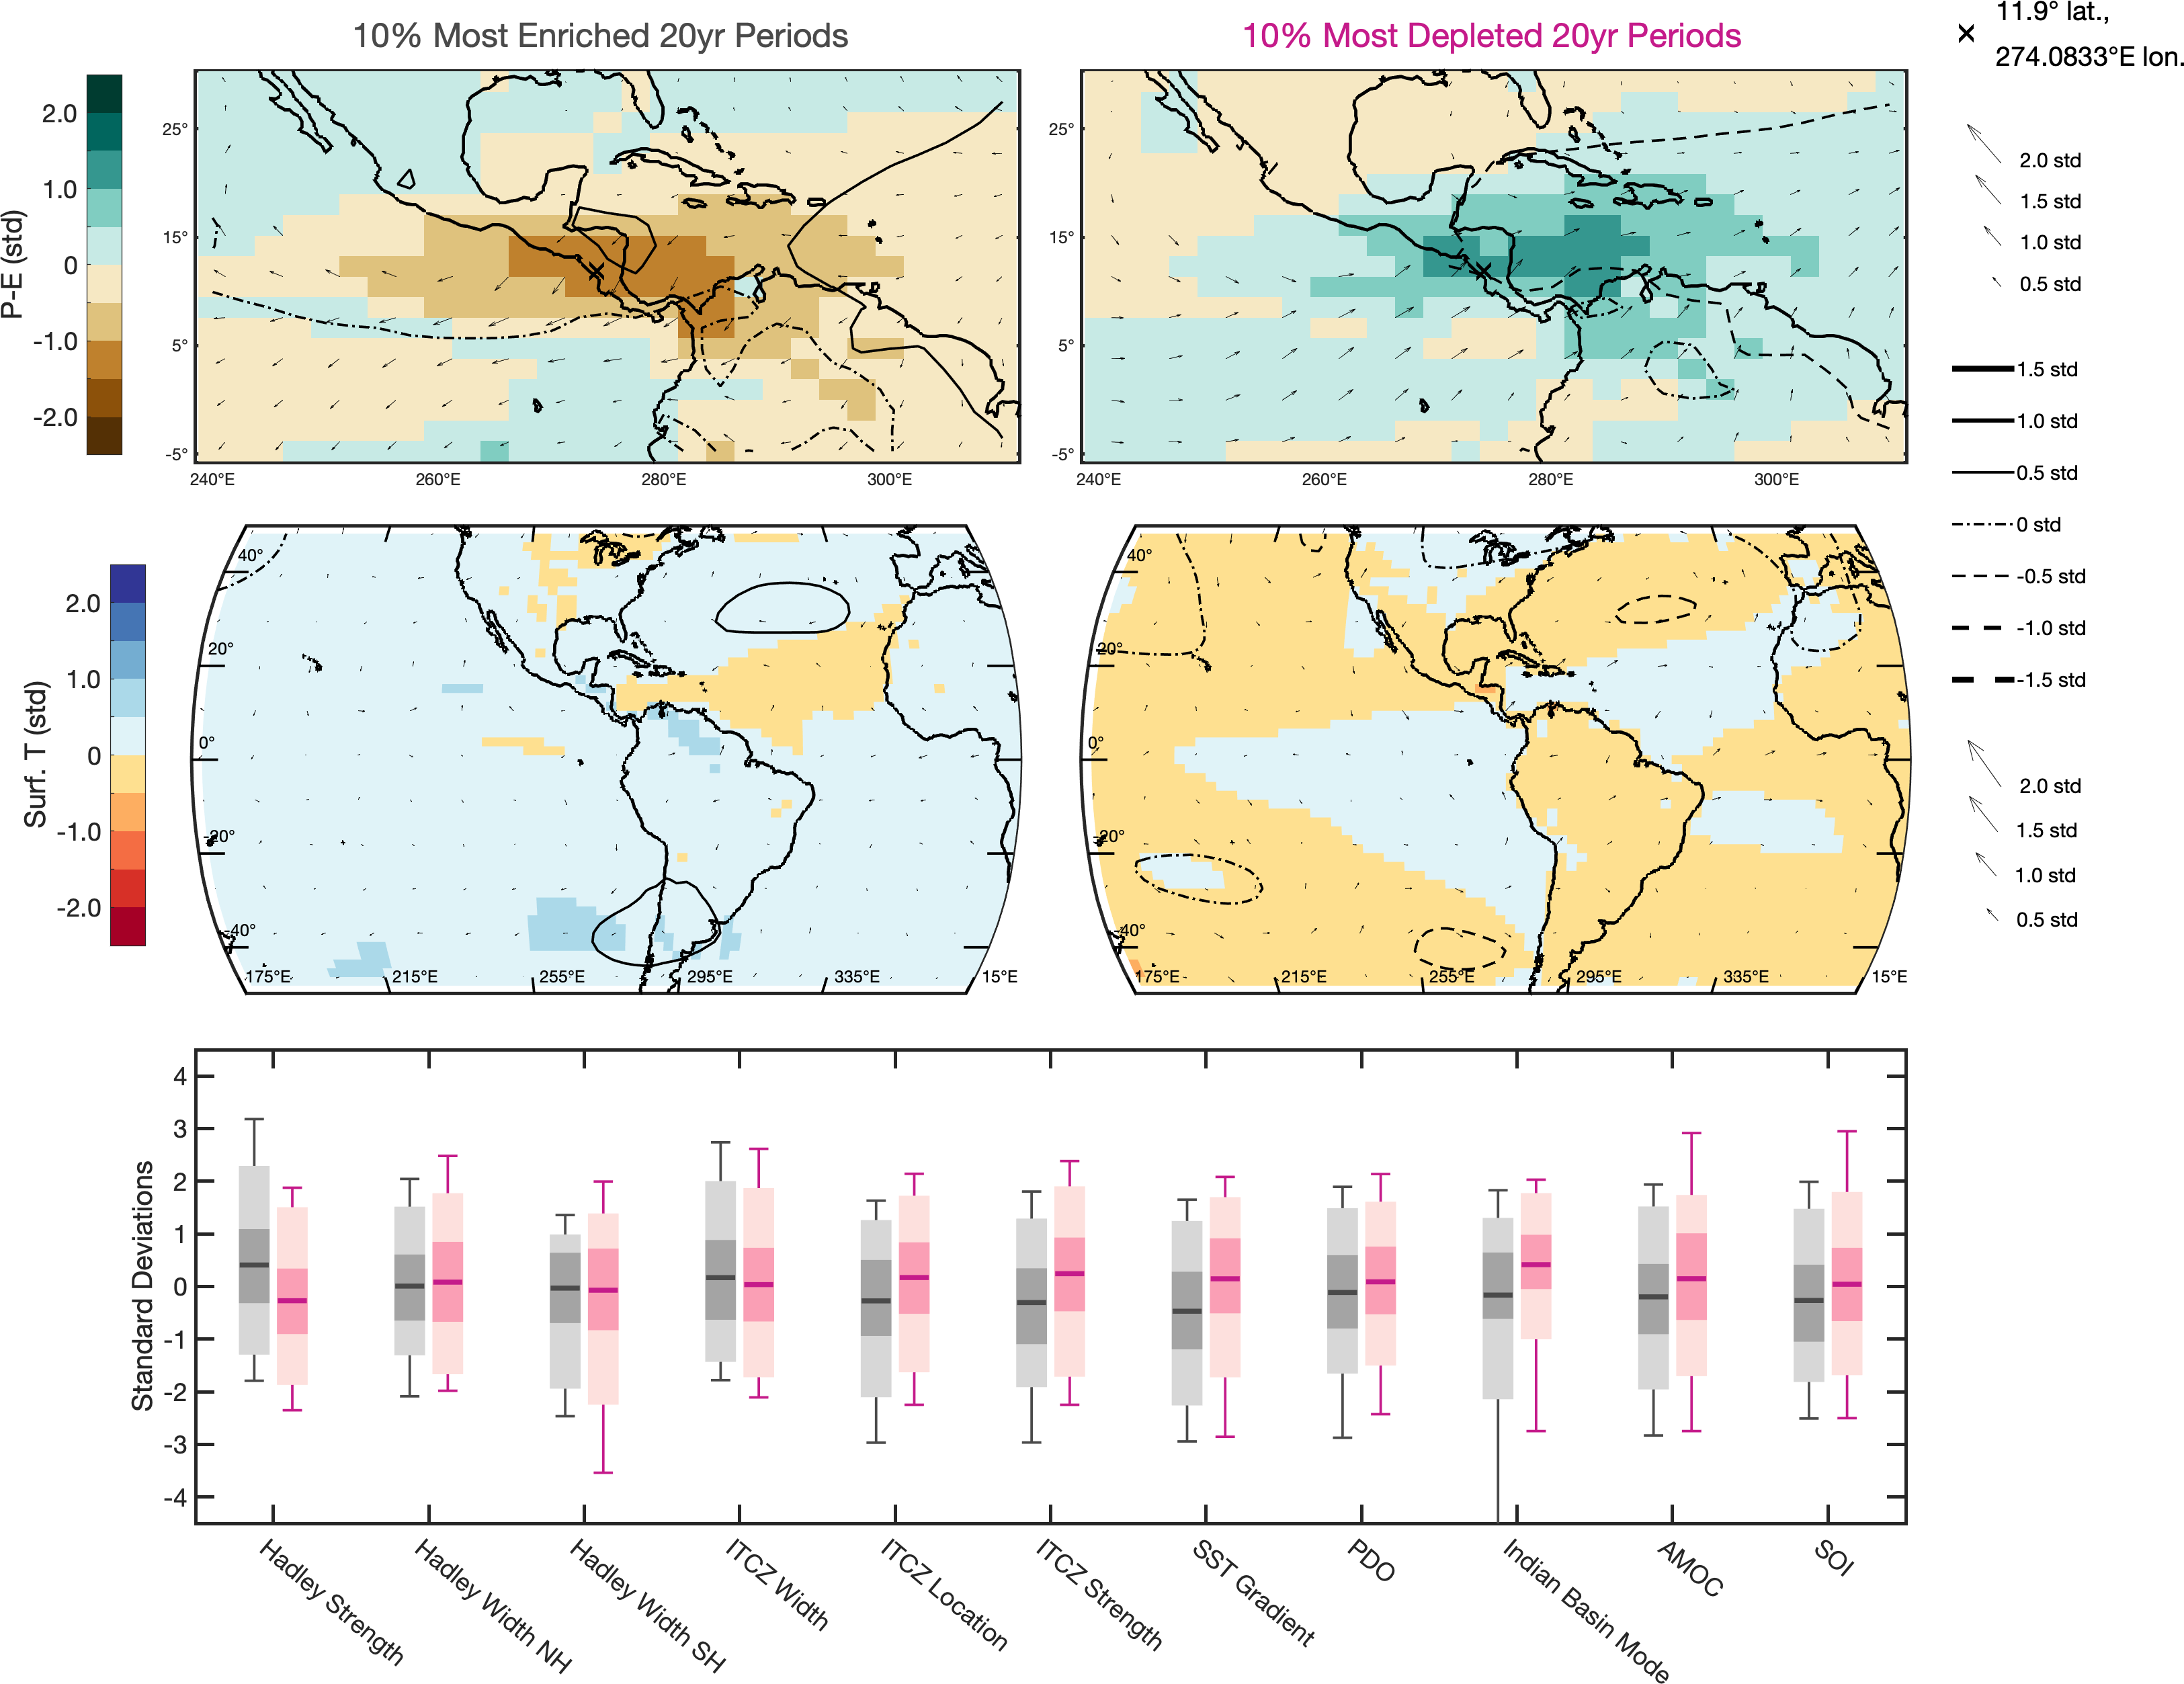 10% Most Enriched 20yr Periods
10% Most Depleted 20yr Periods
11.9° lat.,
274.0833°E lon.
P-E (std)
2.0
1.0
0
-1.0
-2.0
25°
15°
5°
-5°
240°E
260°E
280°E
300°E
25°
15°
5°
-5°
240°E
260°E
280°E
300°E
2.0 std
1.5 std
1.0 std
0.5 std
1.5 std
1.0 std
0.5 std
0 std
-0.5 std
-1.0 std
-1.5 std
Surf. T (std)
2.0
1.0
0
-1.0
-2.0
40°
20°
0°
-20°
-40°
175°E
215°E
255°E
295°E
335°E
15°E
40°
20°
0°
-20°
-40°
175°E
215°E
255°E
295°E
335°E
15°E
2.0 std
1.5 std
1.0 std
0.5 std
Standard Deviations
4
3
2
1
0
-1
-2
-3
-4
Hadley Strength
Hadley Width NH
Hadley Width SH
ITCZ Width
ITCZ Location
ITCZ Strength
SST Gradient
PDO
Indian Basin Mode
AMOC
SOI